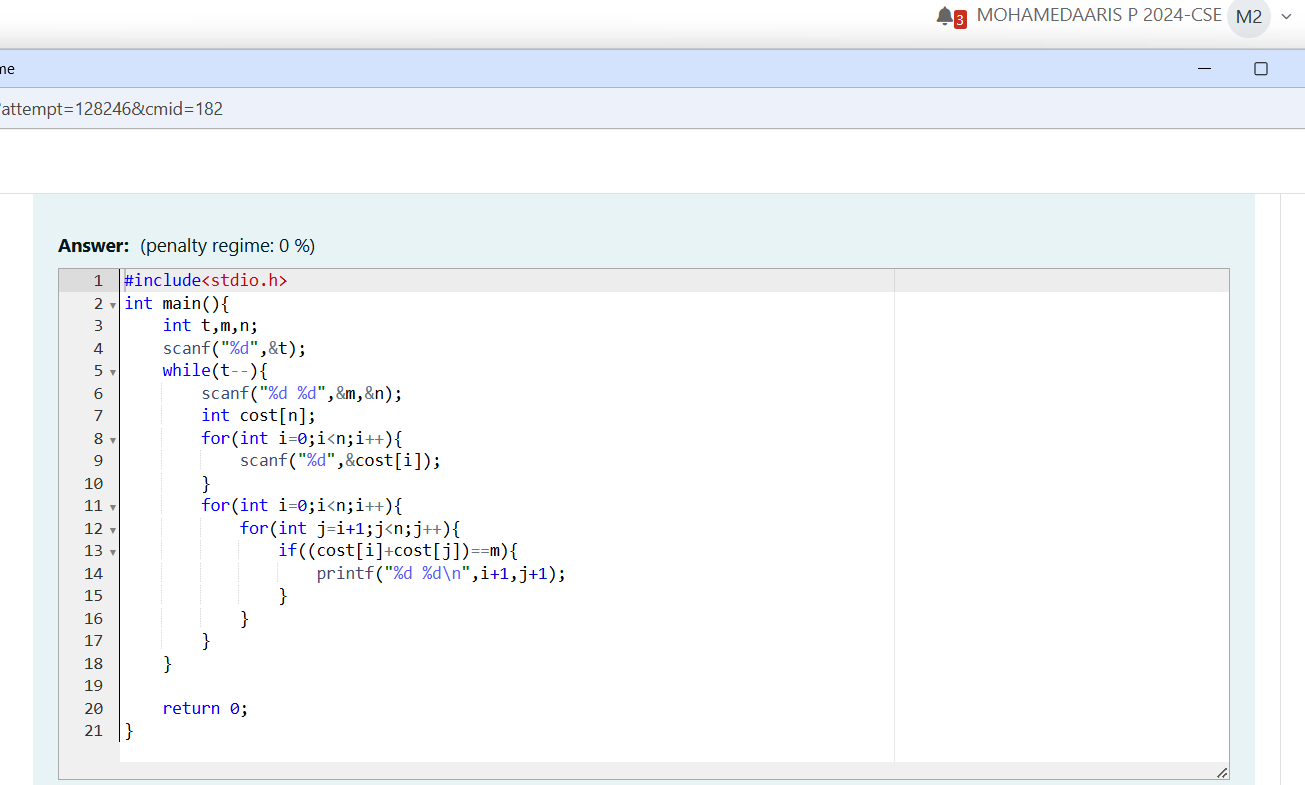 3 MOHAMEDAARIS P 2024-CSE M2
me
?attempt=128246&cmid=182
Answer: (penalty regime: 0 %)
1 #include<stdio.h>
2 int main(){
3 int t,m,n;
4 scanf("%d",&t);
5 while(t--){
6 scanf("%d %d",&m,&n);
7 int cost[n];
8 for(int i=0;i<n;i++){
9 scanf("%d",&cost[i]);
10 }
11 for(int i=0;i<n;i++){
12 for(int j=i+1;j<n;j++){
13 if((cost[i]+cost[j])==m){
14 printf("%d %d\n",i+1,j+1);
15 }
16 }
17 }
18 }
19
20 return 0;
21 }